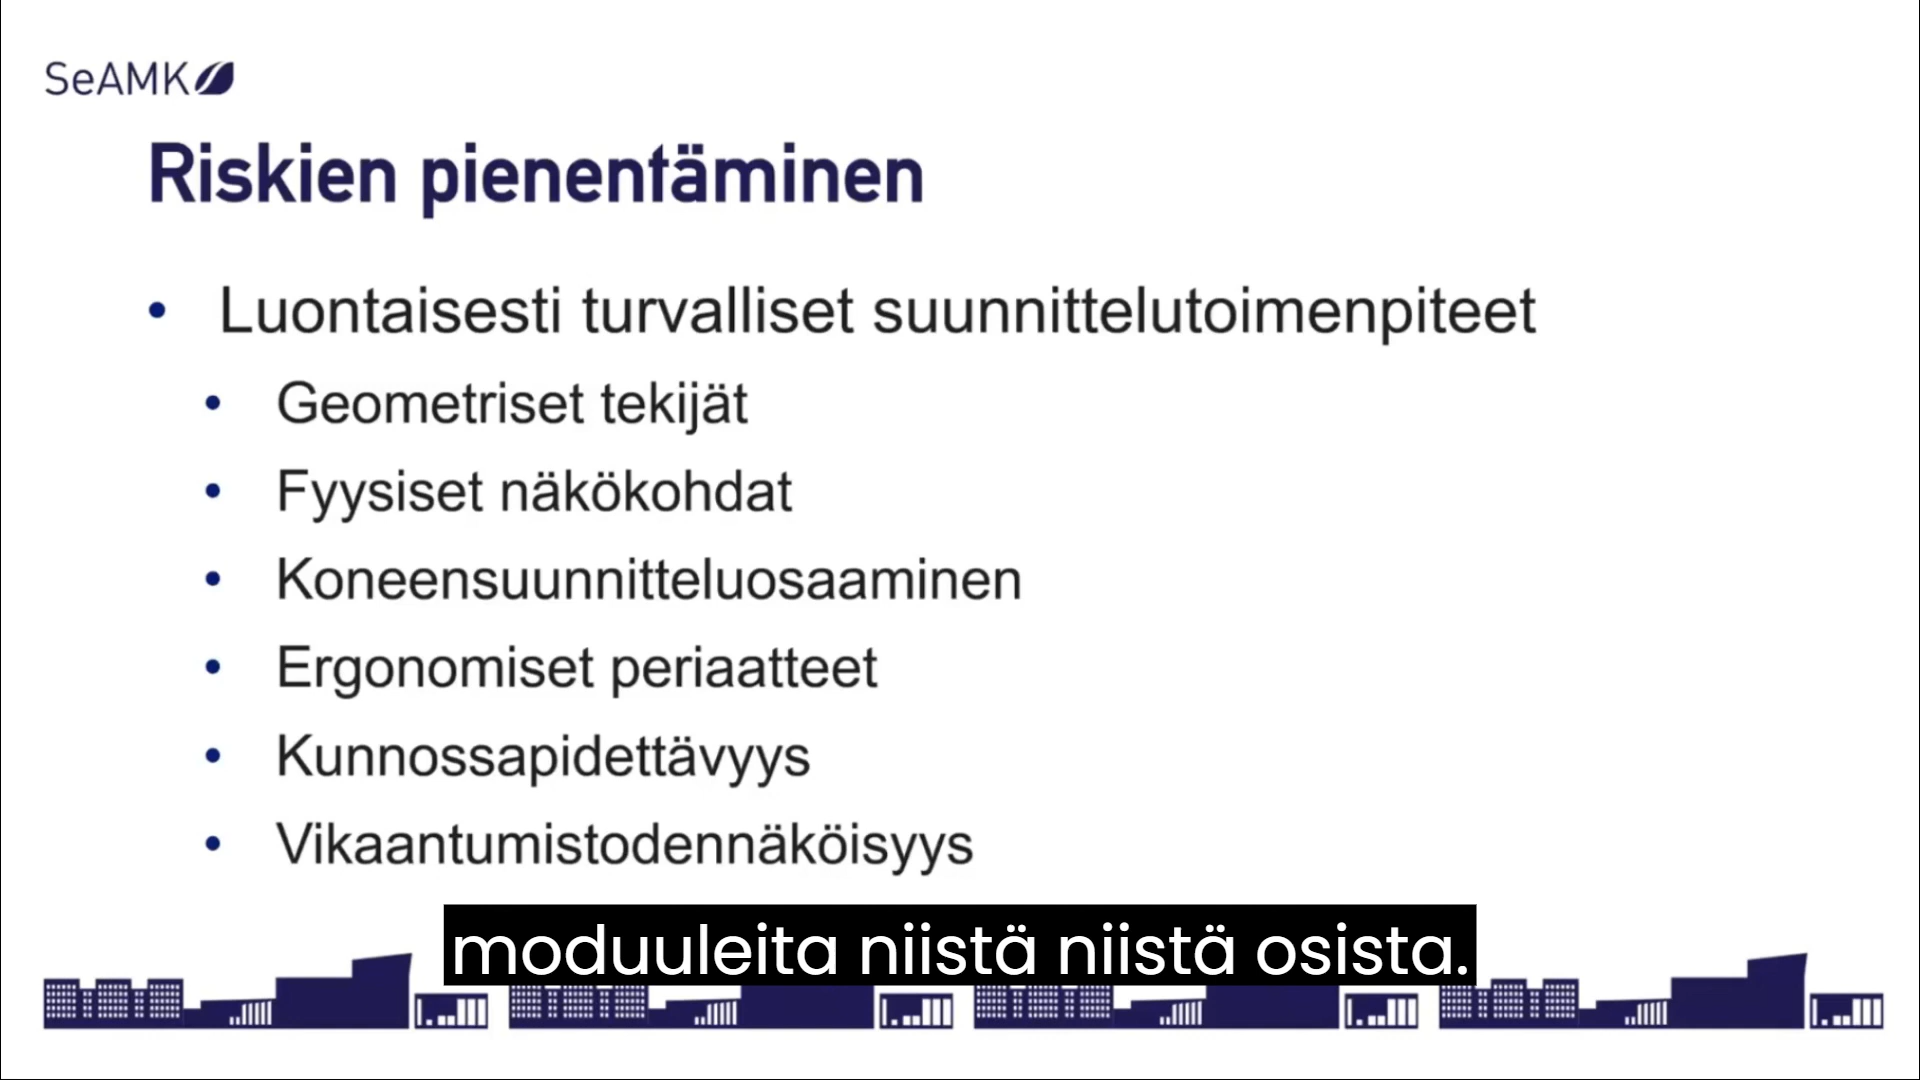 SeAMK
Riskien pienentäminen
• Luontaisesti turvalliset suunnittelutoimenpiteet
• Geometriset tekijät
• Fyysiset näkökohdat
• Koneensuunnitteluosaaminen
• Ergonomiset periaatteet
• Kunnossapidettävyys
• Vikaantumistodennäköisyys
moduuleita niistä niistä osista.